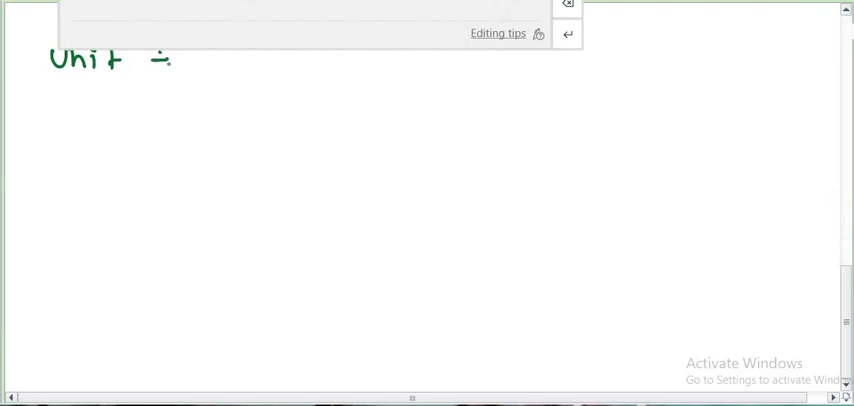 Editing tips
Unit ÷
Activate Windows
Go to Settings to activate Wind